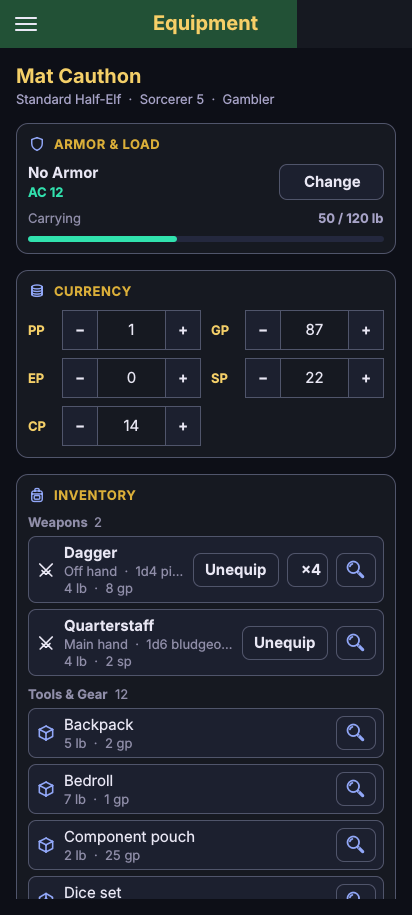 Equipment
Mat Cauthon
Standard Half-Elf · Sorcerer 5 · Gambler
ARMOR & LOAD
No Armor
AC 12
Change
Carrying 50 / 120 lb
CURRENCY
PP − 1 + GP − 87 +
EP − 0 + SP − 22 +
CP − 14 +
INVENTORY
Weapons 2
Dagger
Off hand · 1d4 pi...
4 lb · 8 gp
Unequip ×4
Quarterstaff
Main hand · 1d6 bludgeo...
4 lb · 2 sp
Unequip
Tools & Gear 12
Backpack
5 lb · 2 gp
Bedroll
7 lb · 1 gp
Component pouch
2 lb · 25 gp
Dice set